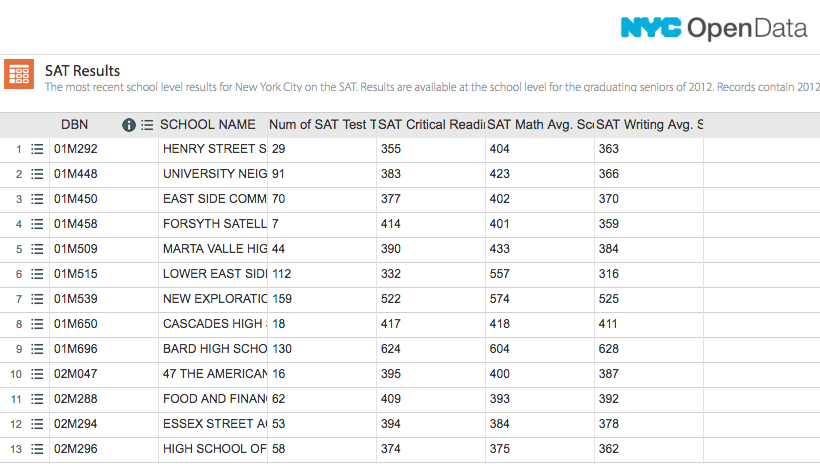 NYC OpenData
SAT Results
The most recent school level results for New York City on the SAT. Results are available at the school level for the graduating seniors of 2012. Records contain 2012
DBN SCHOOL NAME Num of SAT Test T SAT Critical Readi SAT Math Avg. Sc SAT Writing Avg. S
1 01M292 HENRY STREET S 29 355 404 363
2 01M448 UNIVERSITY NEIG 91 383 423 366
3 01M450 EAST SIDE COMM 70 377 402 370
4 01M458 FORSYTH SATELL 7 414 401 359
5 01M509 MARTA VALLE HIG 44 390 433 384
6 01M515 LOWER EAST SIDI 112 332 557 316
7 01M539 NEW EXPLORATIO 159 522 574 525
8 01M650 CASCADES HIGH 18 417 418 411
9 01M696 BARD HIGH SCHO 130 624 604 628
10 02M047 47 THE AMERICAN 16 395 400 387
11 02M288 FOOD AND FINAN 62 409 393 392
12 02M294 ESSEX STREET A 53 394 384 378
13 02M296 HIGH SCHOOL OF 58 374 375 362